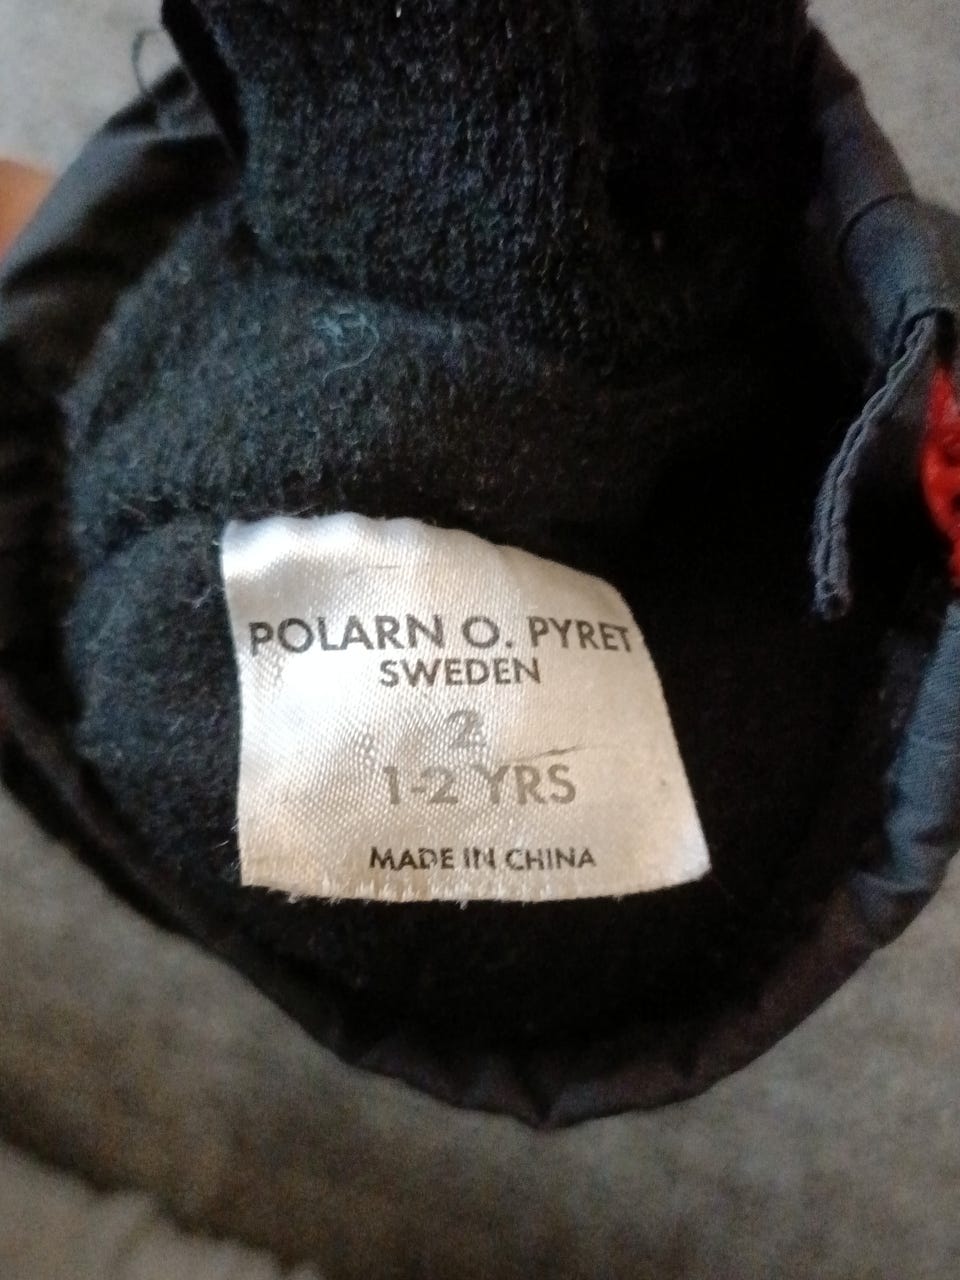 POLARN O. PYRET
SWEDEN
2
1-2 YRS
MADE IN CHINA